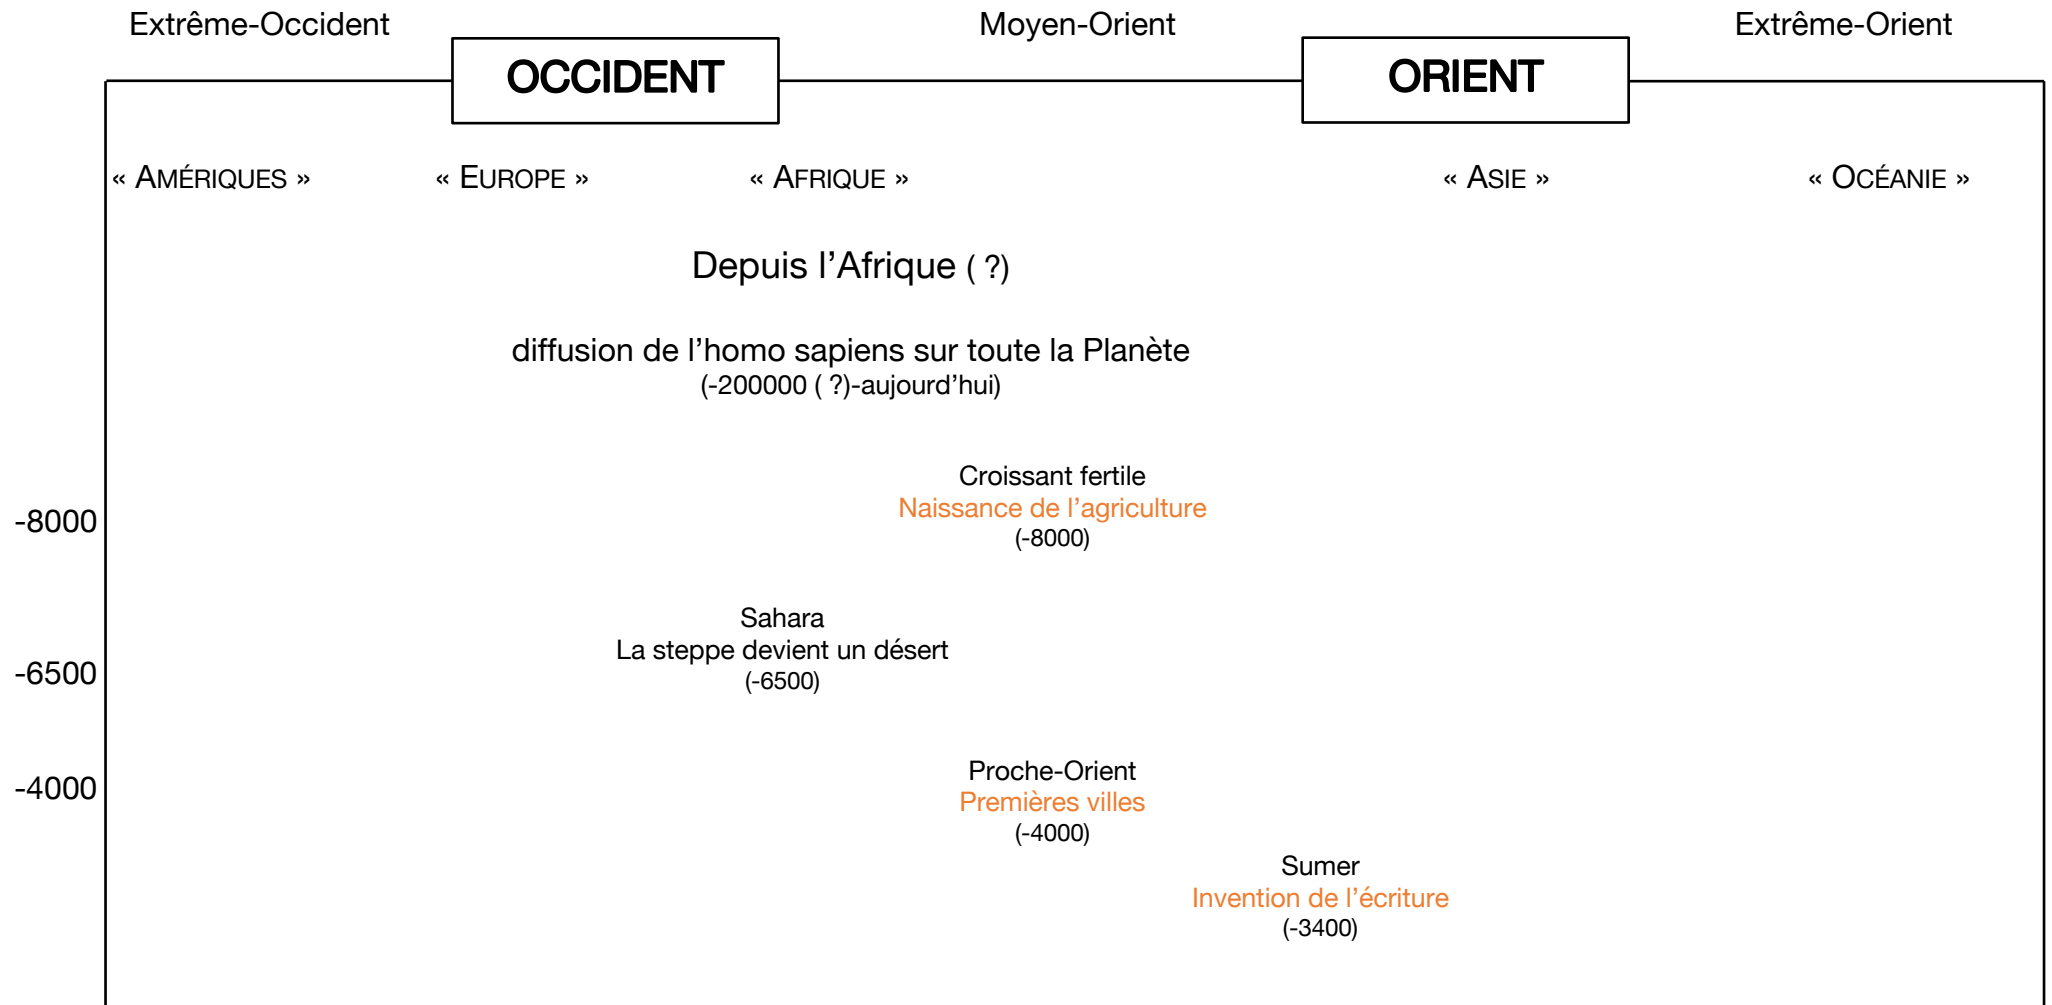 Extrême-Occident Moyen-Orient Extrême-Orient
OCCIDENT ORIENT
« AMÉRIQUES » « EUROPE » « AFRIQUE » « ASIE » « OCÉANIE »
Depuis l’Afrique ( ?)
diffusion de l’homo sapiens sur toute la Planète
(-200000 ( ?)-aujourd’hui)
Croissant fertile
Naissance de l’agriculture
-8000
(-8000)
Sahara
La steppe devient un désert
-6500
(-6500)
Proche-Orient
-4000
Premières villes
(-4000)
Sumer
Invention de l’écriture
(-3400)